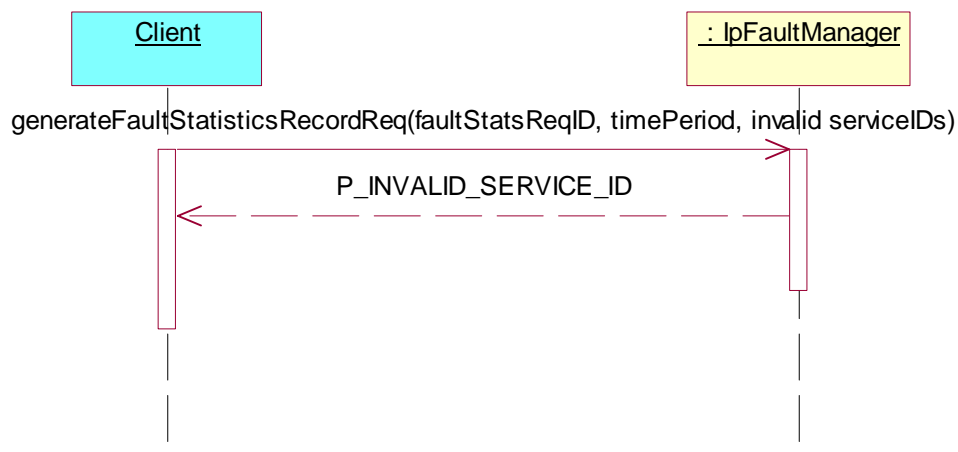 Client
: IpFaultManager
generateFaultStatisticsRecordReq(faultStatsReqID, timePeriod, invalid serviceIDs)
P_INVALID_SERVICE_ID